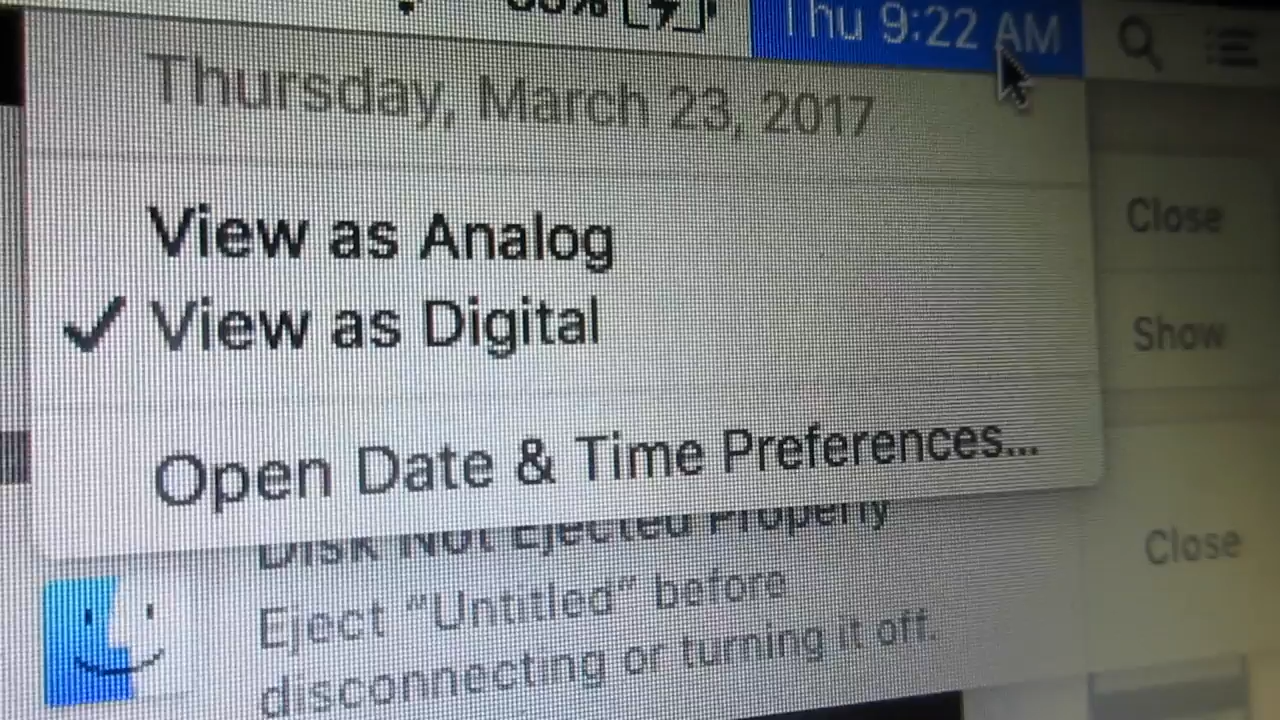 Thu 9:22 AM
Thursday, March 23, 2017
View as Analog
✓ View as Digital
Open Date & Time Preferences...
Close
Show
Disk Not Ejected Properly
Eject “Untitled” before
disconnecting or turning it off.
Close